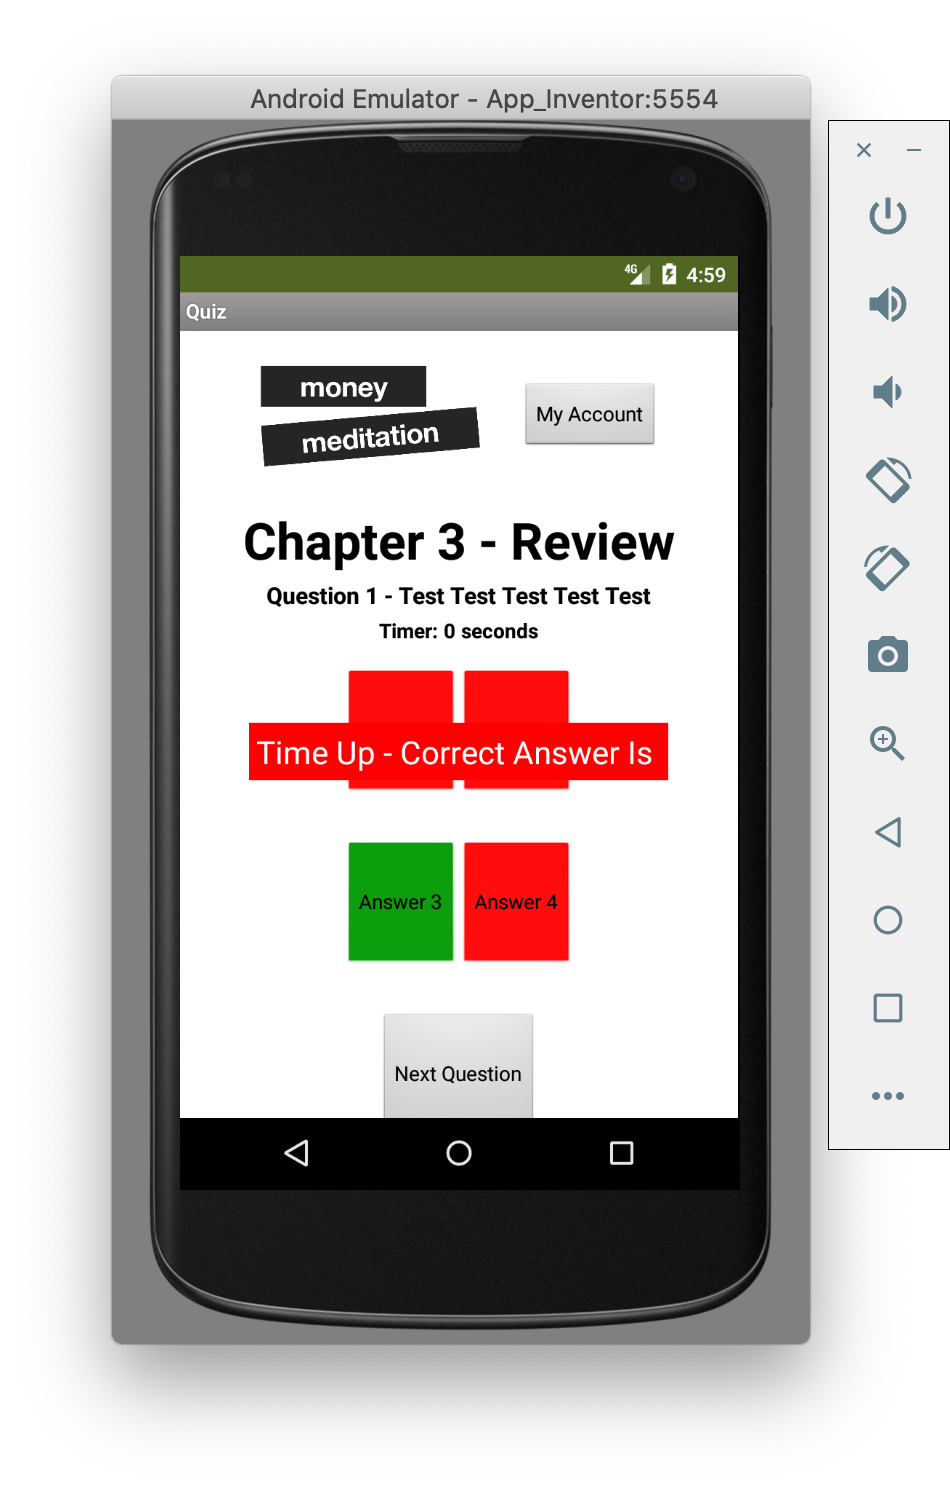 Android Emulator - App_Inventor:5554
4G 4:59
Quiz
money
meditation
My Account
Chapter 3 - Review
Question 1 - Test Test Test Test Test
Timer: 0 seconds
Time Up - Correct Answer Is
Answer 3 Answer 4
Next Question